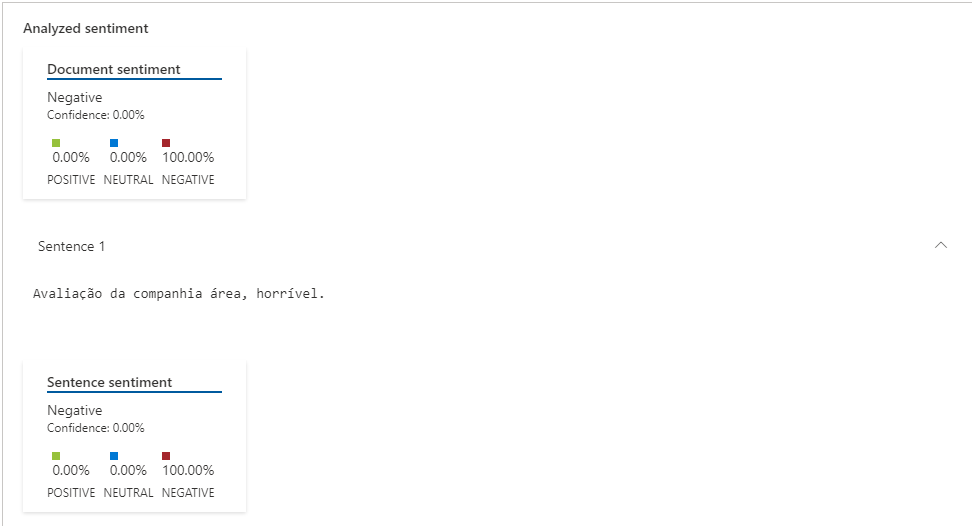 Analyzed sentiment
Document sentiment
Negative
Confidence: 0.00%
0.00% 0.00% 100.00%
POSITIVE NEUTRAL NEGATIVE
Sentence 1
Avaliação da companhia área, horrível.
Sentence sentiment
Negative
Confidence: 0.00%
0.00% 0.00% 100.00%
POSITIVE NEUTRAL NEGATIVE